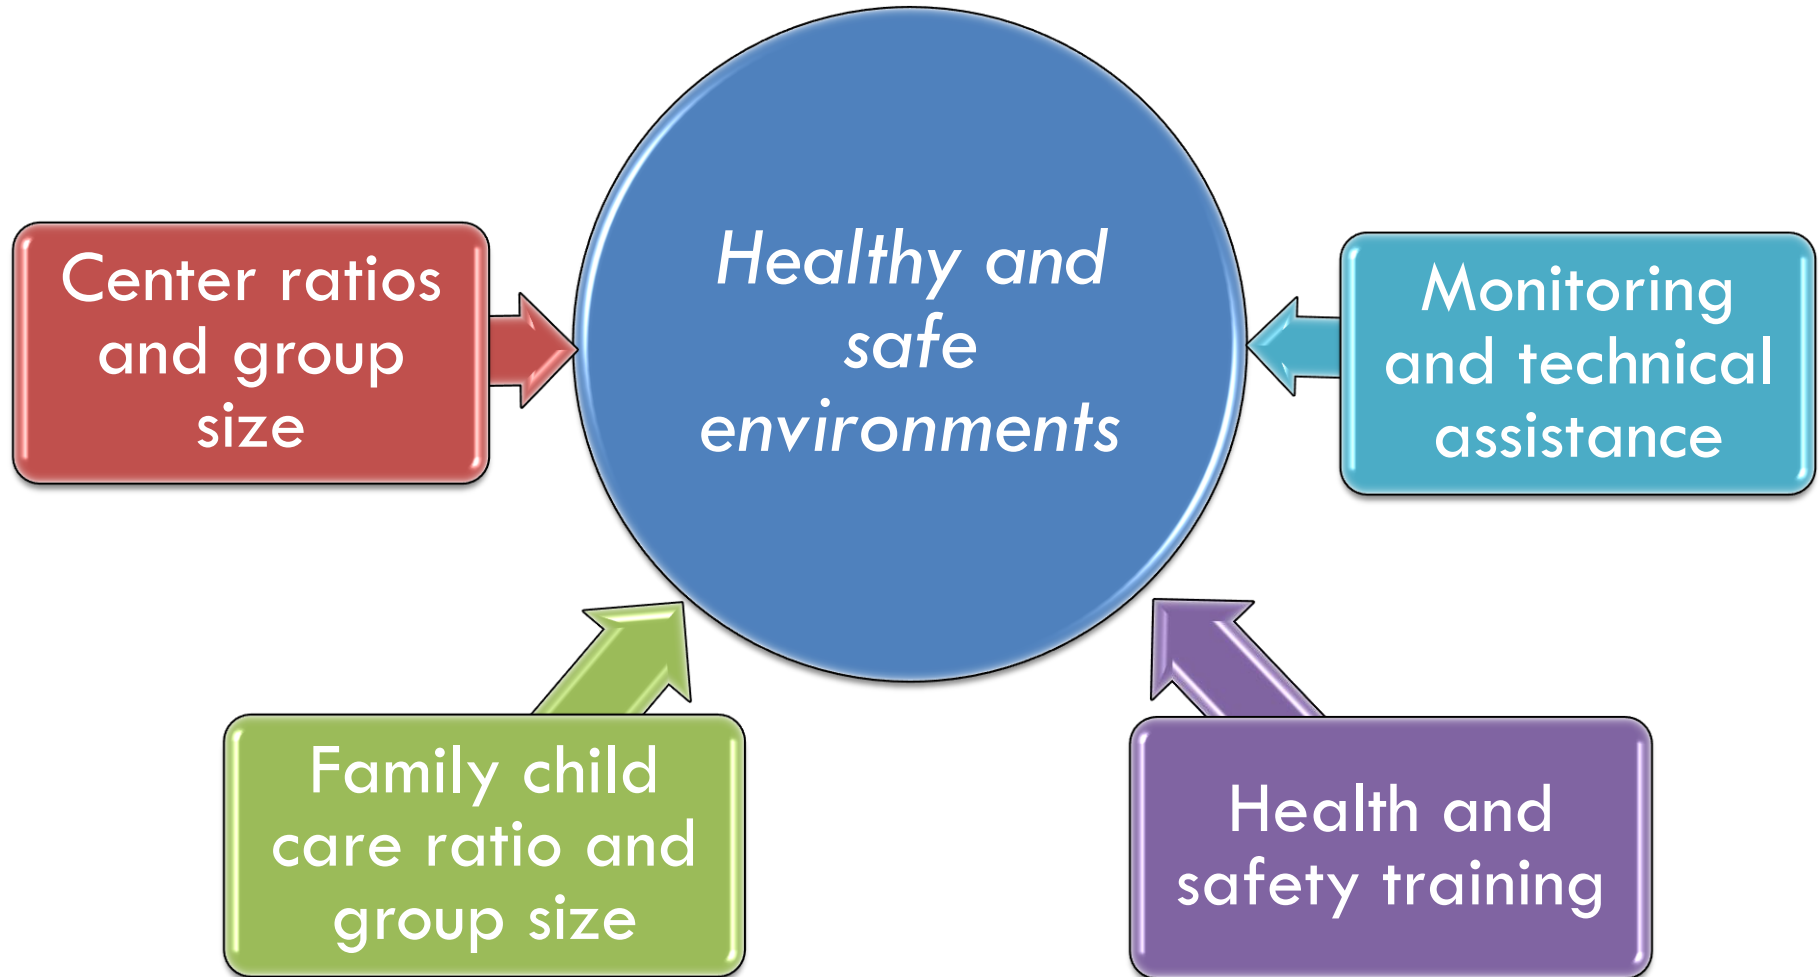 Healthy and
safe
environments
Center ratios
and group
size
Monitoring
and technical
assistance
Family child
care ratio and
group size
Health and
safety training